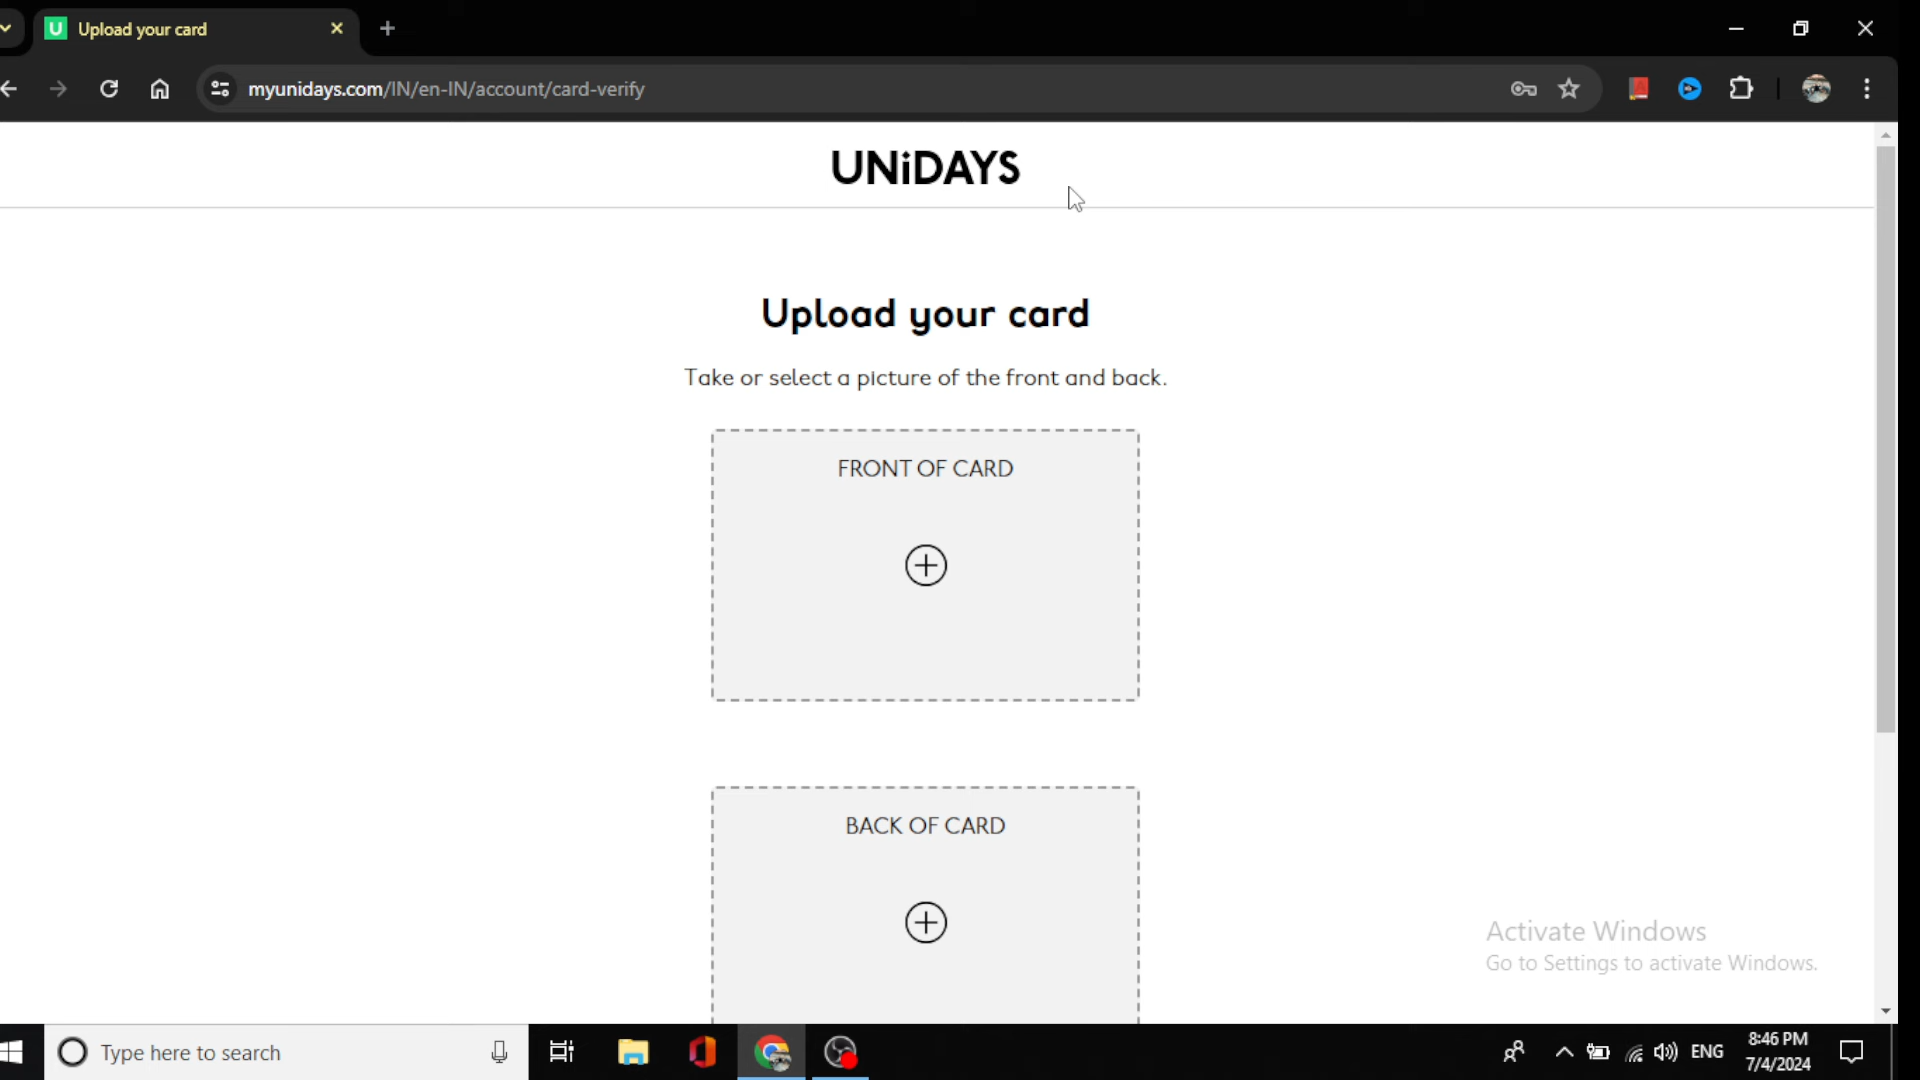 Upload your card
myunidays.com/IN/en-IN/account/card-verify
UNiDAYS
Upload your card
Take or select a picture of the front and back.
FRONT OF CARD
BACK OF CARD
Activate Windows
Go to Settings to activate Windows.
Type here to search
ENG
8:46 PM
7/4/2024